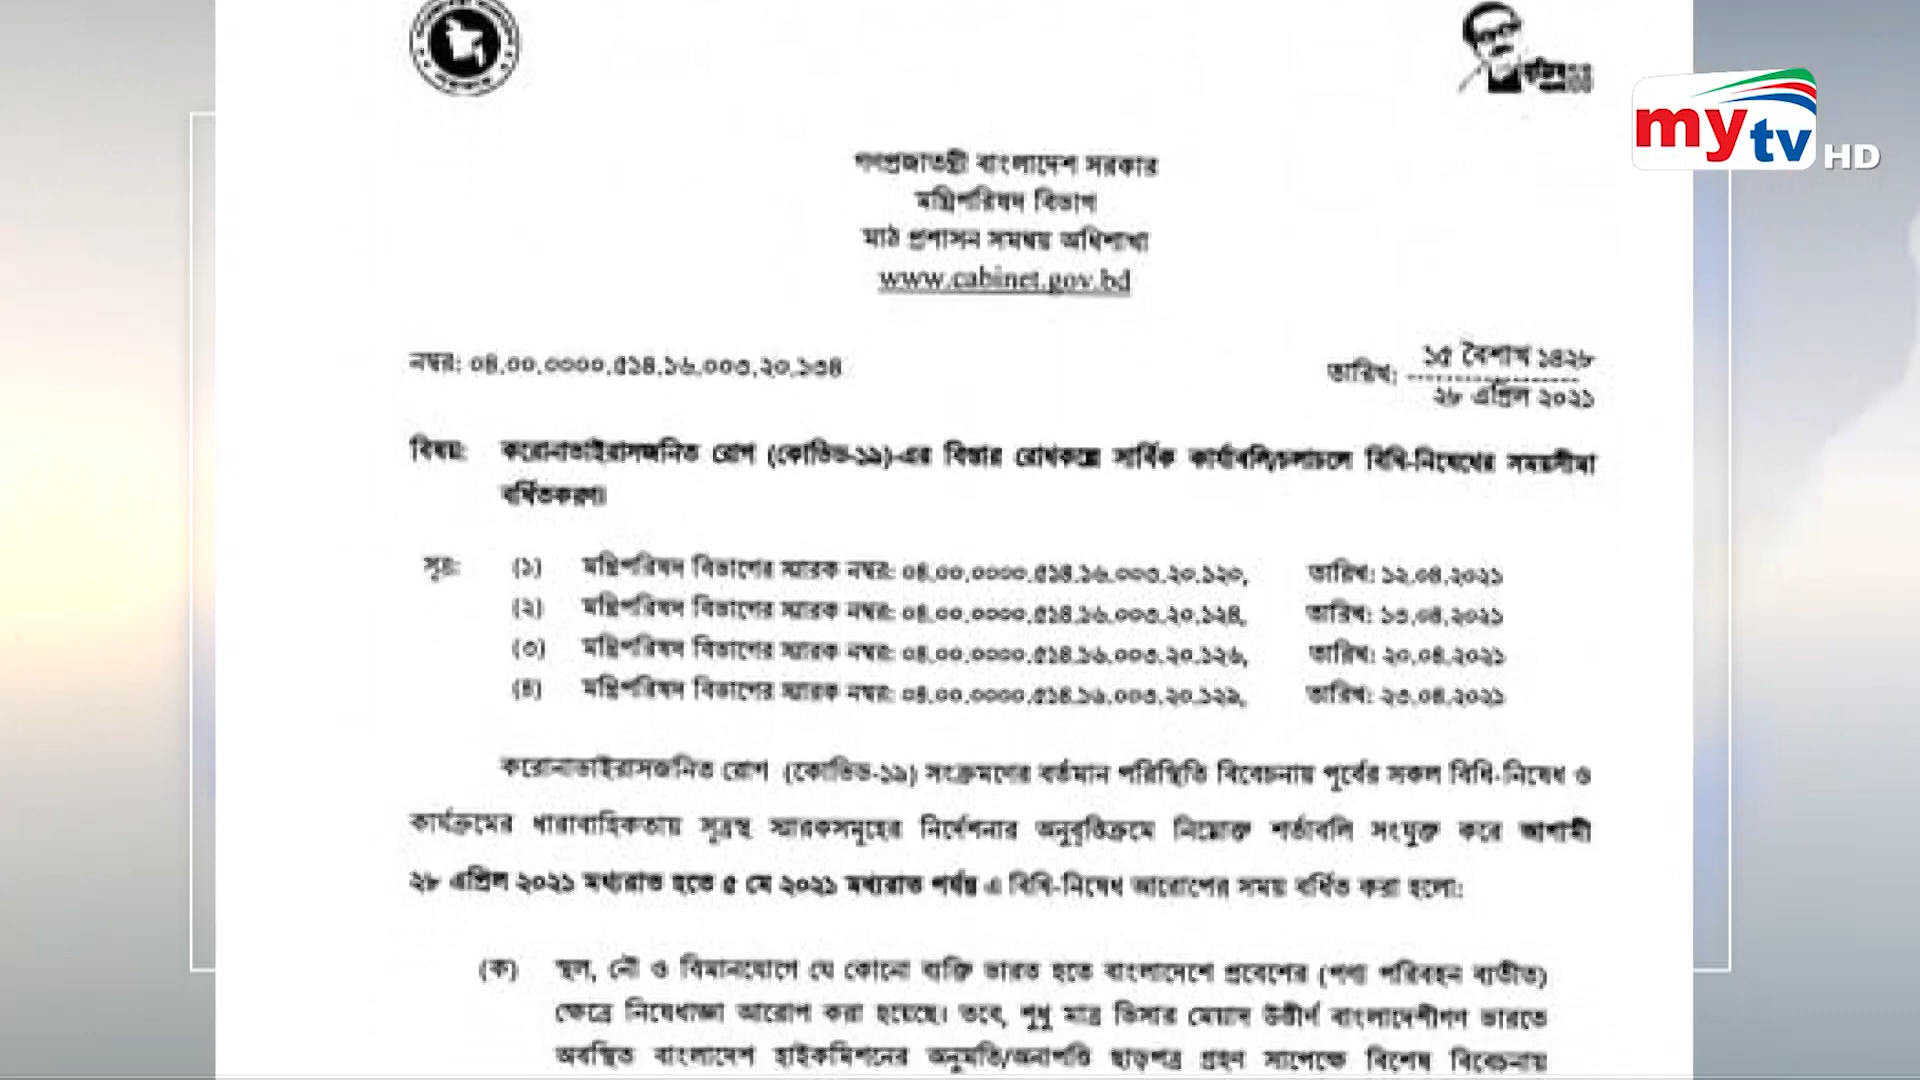 my tv HD
গণপ্রজাতন্ত্রী বাংলাদেশ সরকার
মন্ত্রিপরিষদ বিভাগ
মাঠ প্রশাসন সমন্বয় অধিশাখা
www.cabinet.gov.bd
নম্বর: ০৪.০০.০০০০.৫১৪.১৬.০০৩.২০.১৩৪
তারিখ: ১৫ বৈশাখ ১৪২৮
২৮ এপ্রিল ২০২১
বিষয়: করোনাভাইরাসজনিত রোগ (কোভিড-১৯)-এর বিস্তার রোধকল্পে সার্বিক কার্যাবলি/চলাচলে বিধি-নিষেধের সময়সীমা
বর্ধিতকরণ।
সূত্র: (১) মন্ত্রিপরিষদ বিভাগের স্মারক নম্বর: ০৪.০০.০০০০.৫১৪.১৬.০০৩.২০.১২০, তারিখ: ১২.০৪.২০২১
(২) মন্ত্রিপরিষদ বিভাগের স্মারক নম্বর: ০৪.০০.০০০০.৫১৪.১৬.০০৩.২০.১২৪, তারিখ: ১৩.০৪.২০২১
(৩) মন্ত্রিপরিষদ বিভাগের স্মারক নম্বর: ০৪.০০.০০০০.৫১৪.১৬.০০৩.২০.১২৬, তারিখ: ২০.০৪.২০২১
(৪) মন্ত্রিপরিষদ বিভাগের স্মারক নম্বর: ০৪.০০.০০০০.৫১৪.১৬.০০৩.২০.১২৯, তারিখ: ২৩.০৪.২০২১
করোনাভাইরাসজনিত রোগ (কোভিড-১৯) সংক্রমণের বর্তমান পরিস্থিতি বিবেচনায় পূর্বের সকল বিধি-নিষেধ ও
কার্যক্রমের ধারাবাহিকতায় সূত্রস্থ স্মারকসমূহের নির্দেশনার অনুবৃত্তিক্রমে নিম্নোক্ত শর্তাবলি সংযুক্ত করে আগামী
২৮ এপ্রিল ২০২১ মধ্যরাত হতে ৫ মে ২০২১ মধ্যরাত পর্যন্ত এ বিধি-নিষেধ আরোপের সময় বর্ধিত করা হলো:
(ক) স্থল, নৌ ও বিমানযোগে যে কোনো ব্যক্তি ভারত হতে বাংলাদেশে প্রবেশের (পণ্য পরিবহন ব্যতীত)
ক্ষেত্রে নিষেধাজ্ঞা আরোপ করা হয়েছে। তবে, শুধু মাত্র ভিসার মেয়াদ উত্তীর্ণ বাংলাদেশীগণ ভারতে
অবস্থিত বাংলাদেশ হাইকমিশনের অনুমতি/অনাপত্তি ছাড়পত্র গ্রহণ সাপেক্ষে বিশেষ বিবেচনায়